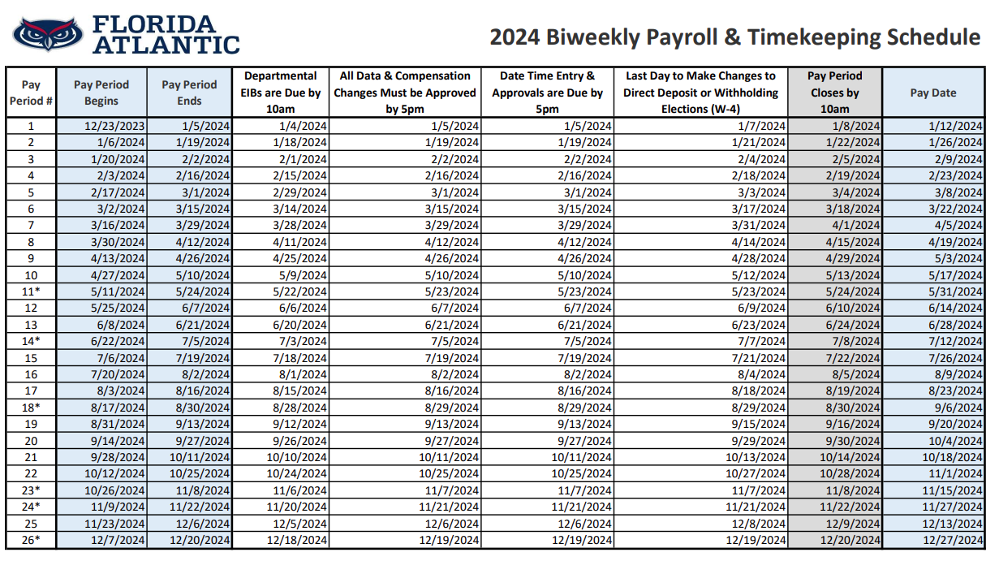 FLORIDA
ATLANTIC
2024 Biweekly Payroll & Timekeeping Schedule
Pay Period # Pay Period Begins Pay Period Ends Departmental EIBs are Due by 10am All Data & Compensation Changes Must be Approved by 5pm Date Time Entry & Approvals are Due by 5pm Last Day to Make Changes to Direct Deposit or Withholding Elections (W-4) Pay Period Closes by 10am Pay Date
1 12/23/2023 1/5/2024 1/4/2024 1/5/2024 1/5/2024 1/7/2024 1/8/2024 1/12/2024
2 1/6/2024 1/19/2024 1/18/2024 1/19/2024 1/19/2024 1/21/2024 1/22/2024 1/26/2024
3 1/20/2024 2/2/2024 2/1/2024 2/2/2024 2/2/2024 2/4/2024 2/5/2024 2/9/2024
4 2/3/2024 2/16/2024 2/15/2024 2/16/2024 2/16/2024 2/18/2024 2/19/2024 2/23/2024
5 2/17/2024 3/1/2024 2/29/2024 3/1/2024 3/1/2024 3/3/2024 3/4/2024 3/8/2024
6 3/2/2024 3/15/2024 3/14/2024 3/15/2024 3/15/2024 3/17/2024 3/18/2024 3/22/2024
7 3/16/2024 3/29/2024 3/28/2024 3/29/2024 3/29/2024 3/31/2024 4/1/2024 4/5/2024
8 3/30/2024 4/12/2024 4/11/2024 4/12/2024 4/12/2024 4/14/2024 4/15/2024 4/19/2024
9 4/13/2024 4/26/2024 4/25/2024 4/26/2024 4/26/2024 4/28/2024 4/29/2024 5/3/2024
10 4/27/2024 5/10/2024 5/9/2024 5/10/2024 5/10/2024 5/12/2024 5/13/2024 5/17/2024
11* 5/11/2024 5/24/2024 5/22/2024 5/23/2024 5/23/2024 5/23/2024 5/24/2024 5/31/2024
12 5/25/2024 6/7/2024 6/6/2024 6/7/2024 6/7/2024 6/9/2024 6/10/2024 6/14/2024
13 6/8/2024 6/21/2024 6/20/2024 6/21/2024 6/21/2024 6/23/2024 6/24/2024 6/28/2024
14* 6/22/2024 7/5/2024 7/3/2024 7/5/2024 7/5/2024 7/7/2024 7/8/2024 7/12/2024
15 7/6/2024 7/19/2024 7/18/2024 7/19/2024 7/19/2024 7/21/2024 7/22/2024 7/26/2024
16 7/20/2024 8/2/2024 8/1/2024 8/2/2024 8/2/2024 8/4/2024 8/5/2024 8/9/2024
17 8/3/2024 8/16/2024 8/15/2024 8/16/2024 8/16/2024 8/18/2024 8/19/2024 8/23/2024
18* 8/17/2024 8/30/2024 8/28/2024 8/29/2024 8/29/2024 8/29/2024 8/30/2024 9/6/2024
19 8/31/2024 9/13/2024 9/12/2024 9/13/2024 9/13/2024 9/15/2024 9/16/2024 9/20/2024
20 9/14/2024 9/27/2024 9/26/2024 9/27/2024 9/27/2024 9/29/2024 9/30/2024 10/4/2024
21 9/28/2024 10/11/2024 10/10/2024 10/11/2024 10/11/2024 10/13/2024 10/14/2024 10/18/2024
22 10/12/2024 10/25/2024 10/24/2024 10/25/2024 10/25/2024 10/27/2024 10/28/2024 11/1/2024
23* 10/26/2024 11/8/2024 11/6/2024 11/7/2024 11/7/2024 11/7/2024 11/8/2024 11/15/2024
24* 11/9/2024 11/22/2024 11/20/2024 11/21/2024 11/21/2024 11/21/2024 11/22/2024 11/27/2024
25 11/23/2024 12/6/2024 12/5/2024 12/6/2024 12/6/2024 12/8/2024 12/9/2024 12/13/2024
26* 12/7/2024 12/20/2024 12/18/2024 12/19/2024 12/19/2024 12/19/2024 12/20/2024 12/27/2024